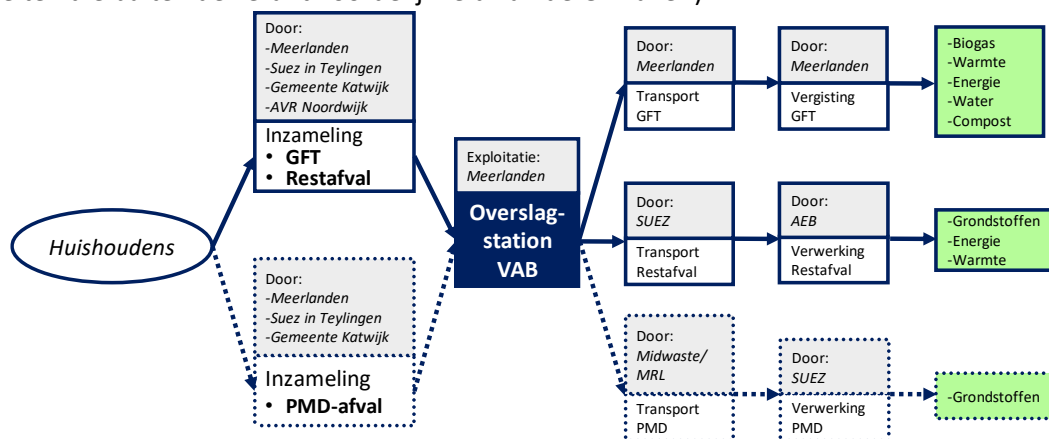 Door:
-Meerlanden
-Suez in Teylingen
-Gemeente Katwijk
-AVR Noordwijk
Inzameling
• GFT
• Restafval
Huishoudens
Door:
-Meerlanden
-Suez in Teylingen
-Gemeente Katwijk
Inzameling
• PMD-afval
Exploitatie:
Meerlanden
Overslag-
station
VAB
Door:
Meerlanden
Transport
GFT
Door:
Meerlanden
Vergisting
GFT
-Biogas
-Warmte
-Energie
-Water
-Compost
Door:
SUEZ
Transport
Restafval
Door:
AEB
Verwerking
Restafval
-Grondstoffen
-Energie
-Warmte
Door:
Midwaste/
MRL
Transport
PMD
Door:
SUEZ
Verwerking
PMD
-Grondstoffen